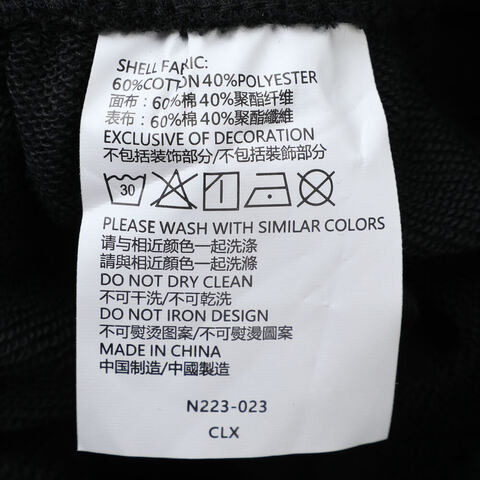 SHELL FABRIC:
60%COTTON 40%POLYESTER
面布：60%棉 40%聚酯纤维
表布：60%棉 40%聚酯纖維
EXCLUSIVE OF DECORATION
不包括装饰部分/不包括裝飾部分
30
PLEASE WASH WITH SIMILAR COLORS
请与相近颜色一起洗涤
請與相近顏色一起洗滌
DO NOT DRY CLEAN
不可干洗/不可乾洗
DO NOT IRON DESIGN
不可熨烫图案/不可熨燙圖案
MADE IN CHINA
中国制造/中國製造
N223-023
CLX